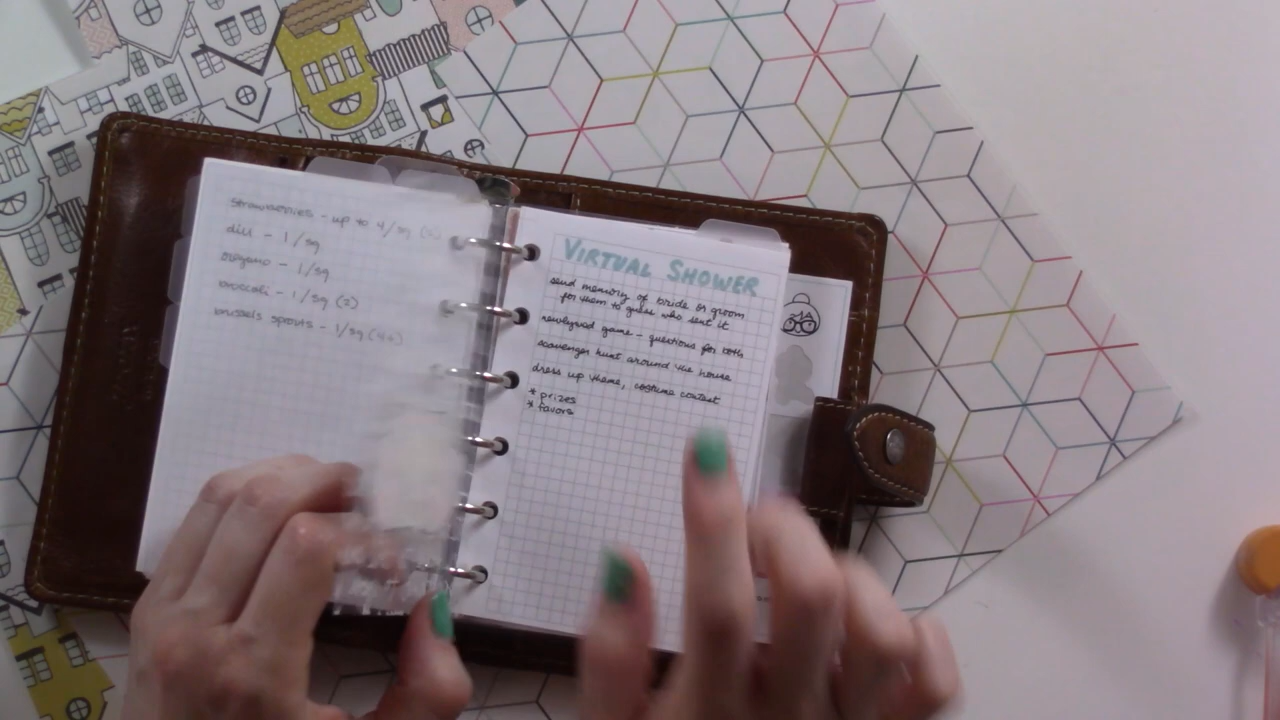 strawberries - up to 4/sq
dill - 1/sq
oregano - 1/sq
broccoli - 1/sq (2)
brussels sprouts - 1/sq
VIRTUAL SHOWER
send memory of bride or groom
for them to guess who sent it
newlywed game - questions for both
scavenger hunt around the house
dress up theme, costume contest
* prizes
* favors